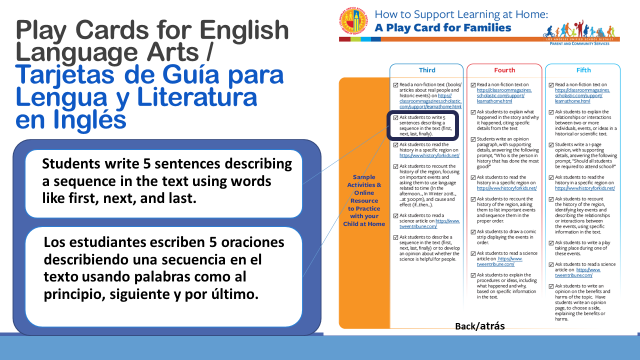 Play Cards for English
Language Arts /
Tarjetas de Guía para
Lengua y Literatura
en Inglés
Students write 5 sentences describing
a sequence in the text using words
like first, next, and last.
Los estudiantes escriben 5 oraciones
describiendo una secuencia en el
texto usando palabras como al
principio, siguiente y por último.
How to Support Learning at Home:
A Play Card for Families
PARENT AND COMMUNITY SERVICES
Sample
Activities &
Online
Resource
to Practice
with your
Child at Home
Third
Read a non-fiction text (books/
articles about real people and
historic events) on https://
classroommagazines.scholastic.
com/support/learnathome.html
Ask students to write 5
sentences describing a
sequence in the text (first,
next, last, finally).
Ask students to read the
history in a specific region on
https://www.historyforkids.net/
Ask students to recount
the history of the region,
focusing on important
events and asking them to
use language related to time
Ask students to read a
science article on http://www.
tweentribune.com/
Ask students to describe a
sequence in the text (first,
next, last, finally) or to develop
an opinion and cause whether the
science is helpful for people.
Fourth
Read a non-fiction text on
https://
classroommagazines.
scholastic.com/support/
learnathome.html
Ask students to explain what
happened in the story and why
it happened, citing specific
details from the text.
Students write an opinion
paragraph, with supporting
details, answering the following
prompt, "Who is the person in
history that has done the most
good?"
Ask students to read the
history in a specific region on
https://www.historyforkids.net/
Ask students to recount the
history of the region, asking
them to list important events
and sequence them in the
proper order.
Ask students to draw a comic
strip displaying the events in
order.
Ask students to read a science
article on https://www.
tweentribune.com/
Ask students to explain the
procedures or ideas, including
what happened and why,
based on specific information
in the text.
Fifth
Read a non-fiction text on
https://classroommagazines.
scholastic.com/support/
learnathome.html
Ask students to explain the
relationships or interactions
between two or more
individuals, events, or ideas in a
historical or scientific text.
Students write a 1-page
opinion, with supporting
details, answering the following
prompt, "Should all students
be required to attend school?"
Ask students to read the
history in a specific region on
https://www.historyforkids.net/
Ask students to recount
the history of the region,
identifying key events and
describing the relationships
or interactions between
the events, using specific
information in the text.
Ask students to write a play
taking place during one of
these events.
Ask students to read a science
article on https://www.
tweentribune.com/
Ask students to write an
opinion on the benefits and
harms of the topic. Have
students write an opinion
page, to choose a side,
explaining the benefits or
harms.
Back/atrás